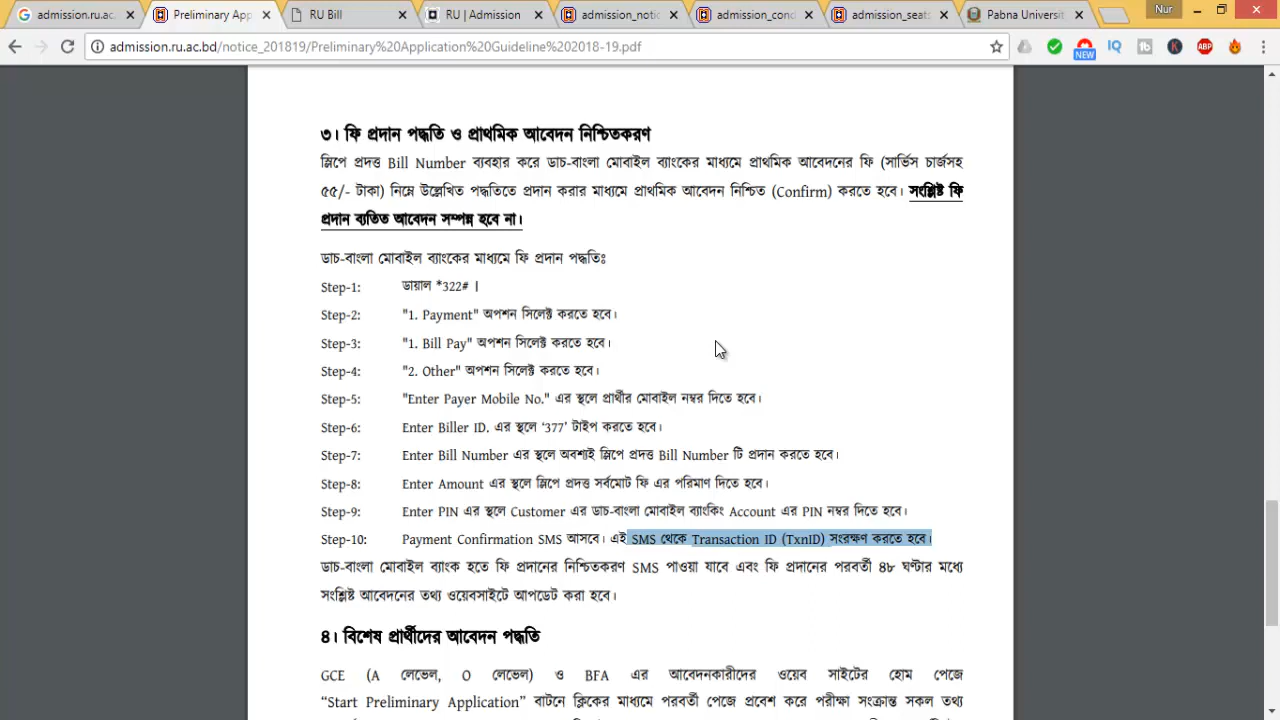 admission.ru.ac.
Preliminary App
RU Bill
RU | Admission
admission_notic
admission_cond
admission_seats
Pabna Universit
Nur
admission.ru.ac.bd/notice_201819/Preliminary%20Application%20Guideline%202018-19.pdf
NEW
IQ
ABP
৩। ফি প্রদান পদ্ধতি ও প্রাথমিক আবেদন নিশ্চিতকরণ
স্লিপে প্রদত্ত Bill Number ব্যবহার করে ডাচ-বাংলা মোবাইল ব্যাংকের মাধ্যমে প্রাথমিক আবেদনের ফি (সার্ভিস চার্জসহ
৫৫/- টাকা) নিম্নে উল্লেখিত পদ্ধতিতে প্রদান করার মাধ্যমে প্রাথমিক আবেদন নিশ্চিত (Confirm) করতে হবে। সংশ্লিষ্ট ফি
প্রদান ব্যতিত আবেদন সম্পন্ন হবে না।
ডাচ-বাংলা মোবাইল ব্যাংকের মাধ্যমে ফি প্রদান পদ্ধতিঃ
Step-1: ডায়াল *322# ।
Step-2: "1. Payment" অপশন সিলেক্ট করতে হবে।
Step-3: "1. Bill Pay" অপশন সিলেক্ট করতে হবে।
Step-4: "2. Other" অপশন সিলেক্ট করতে হবে।
Step-5: "Enter Payer Mobile No." এর স্থলে প্রার্থীর মোবাইল নম্বর দিতে হবে।
Step-6: Enter Biller ID. এর স্থলে ‘377’ টাইপ করতে হবে।
Step-7: Enter Bill Number এর স্থলে অবশ্যই স্লিপে প্রদত্ত Bill Number টি প্রদান করতে হবে।
Step-8: Enter Amount এর স্থলে স্লিপে প্রদত্ত সর্বমোট ফি এর পরিমাণ দিতে হবে।
Step-9: Enter PIN এর স্থলে Customer এর ডাচ-বাংলা মোবাইল ব্যাংকিং Account এর PIN নম্বর দিতে হবে।
Step-10: Payment Confirmation SMS আসবে। এই SMS থেকে Transaction ID (TxnID) সংরক্ষণ করতে হবে।
ডাচ-বাংলা মোবাইল ব্যাংক হতে ফি প্রদানের নিশ্চিতকরণ SMS পাওয়া যাবে এবং ফি প্রদানের পরবর্তী ৪৮ ঘণ্টার মধ্যে
সংশ্লিষ্ট আবেদনের তথ্য ওয়েবসাইটে আপডেট করা হবে।
৪। বিশেষ প্রার্থীদের আবেদন পদ্ধতি
GCE (A লেভেল, O লেভেল) ও BFA এর আবেদনকারীদের ওয়েব সাইটের হোম পেজে
“Start Preliminary Application” বাটনে ক্লিকের মাধ্যমে পরবর্তী পেজে প্রবেশ করে পরীক্ষা সংক্রান্ত সকল তথ্য